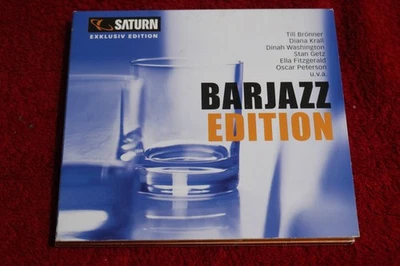 SATURN
EXKLUSIV EDITION
Till Brönner
Diana Krall
Dinah Washington
Stan Getz
Ella Fitzgerald
Oscar Peterson
u.v.a.
BARJAZZ
EDITION